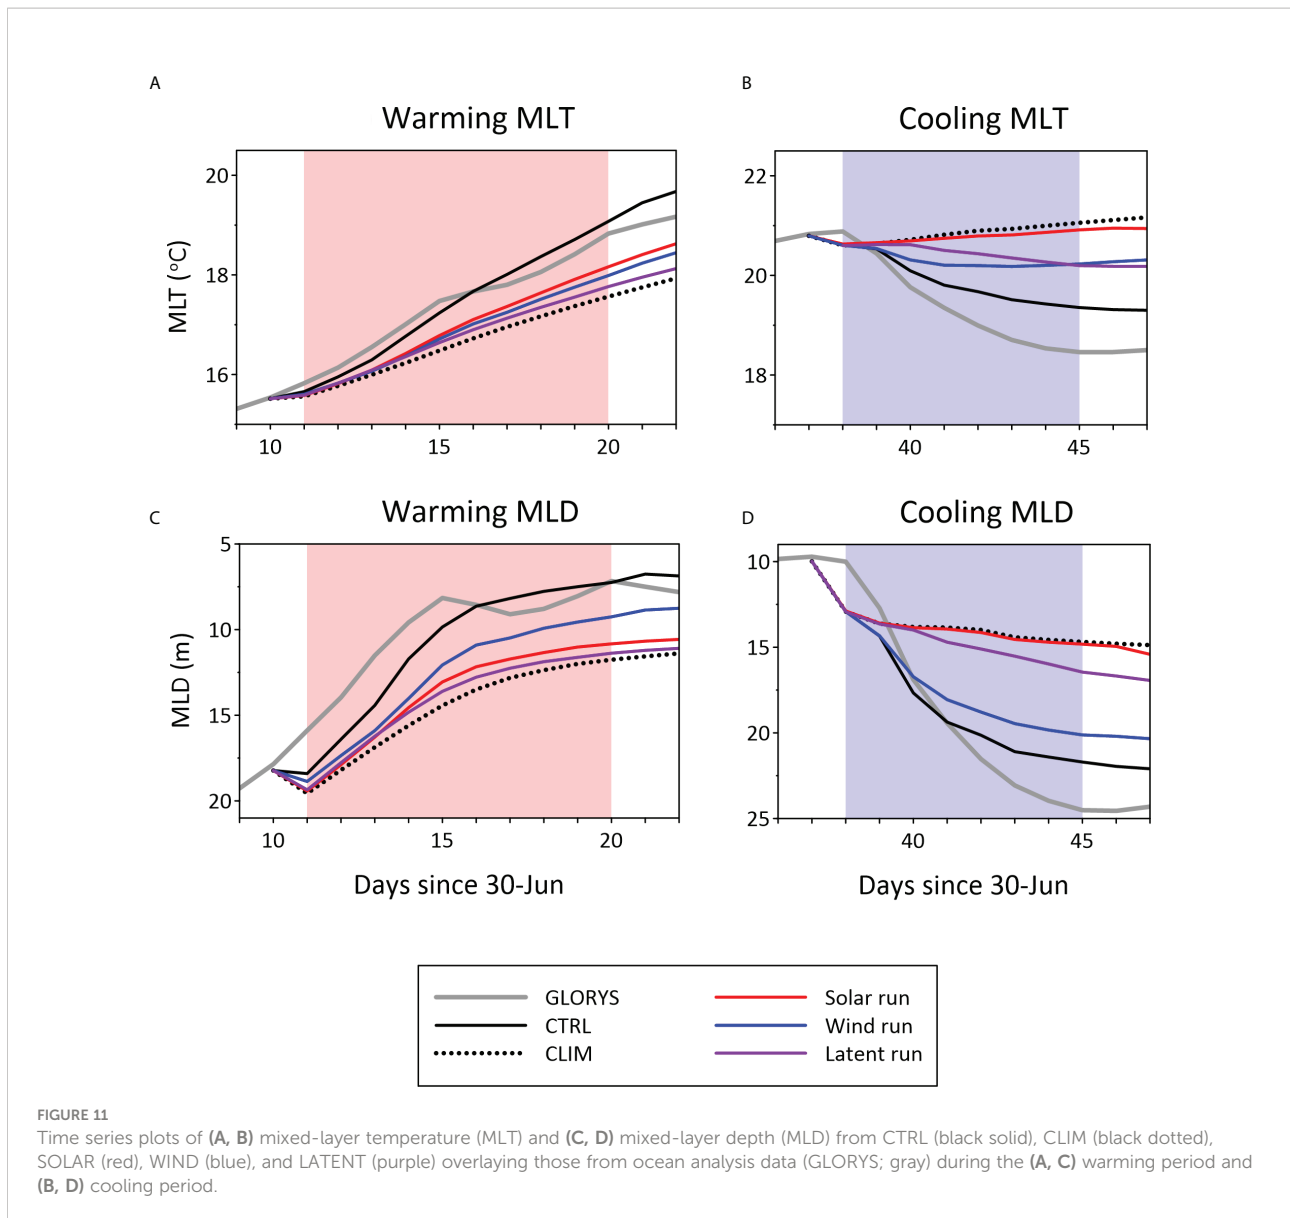 A
B
Warming MLT
Cooling MLT
20
18
16
MLT (°C)
10
15
20
22
20
18
40
45
C
D
Warming MLD
Cooling MLD
5
10
15
20
MLD (m)
10
15
20
10
15
20
25
40
45
Days since 30-Jun
Days since 30-Jun
GLORYS
CTRL
CLIM
Solar run
Wind run
Latent run
FIGURE 11
Time series plots of (A, B) mixed-layer temperature (MLT) and (C, D) mixed-layer depth (MLD) from CTRL (black solid), CLIM (black dotted),
SOLAR (red), WIND (blue), and LATENT (purple) overlaying those from ocean analysis data (GLORYS; gray) during the (A, C) warming period and
(B, D) cooling period.